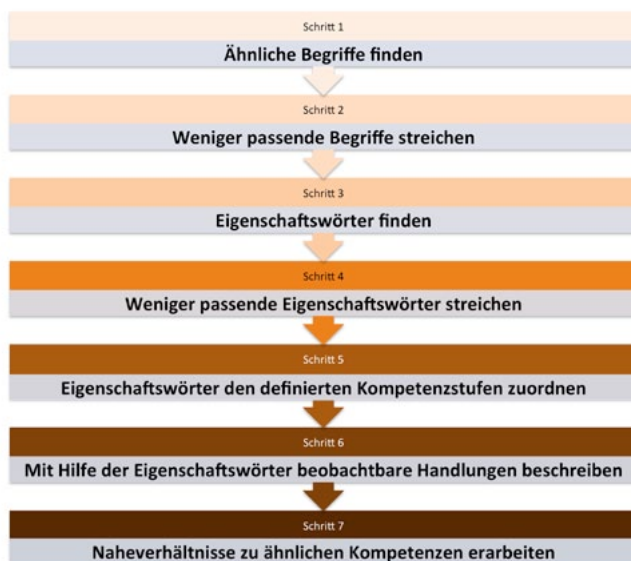 Schritt 1
Ähnliche Begriffe finden
Schritt 2
Weniger passende Begriffe streichen
Schritt 3
Eigenschaftswörter finden
Schritt 4
Weniger passende Eigenschaftswörter streichen
Schritt 5
Eigenschaftswörter den definierten Kompetenzstufen zuordnen
Schritt 6
Mit Hilfe der Eigenschaftswörter beobachtbare Handlungen beschreiben
Schritt 7
Naheverhältnisse zu ähnlichen Kompetenzen erarbeiten